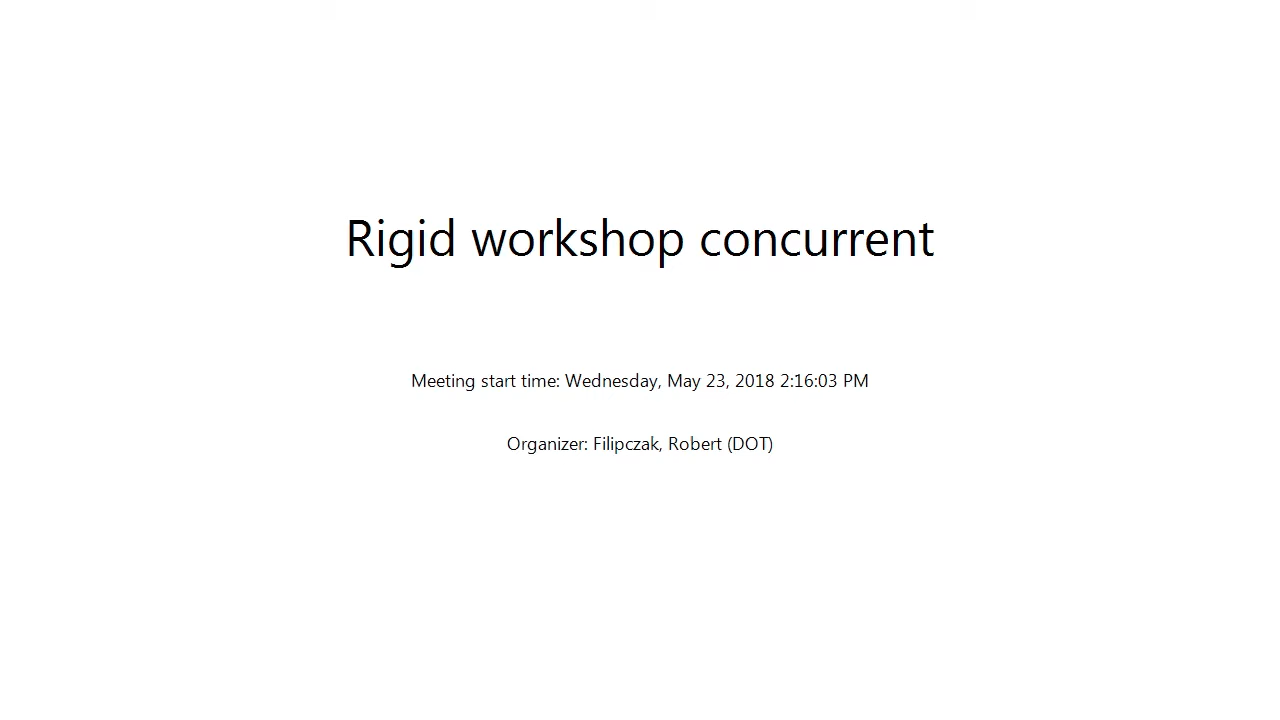 Rigid workshop concurrent
Meeting start time: Wednesday, May 23, 2018 2:16:03 PM
Organizer: Filipczak, Robert (DOT)